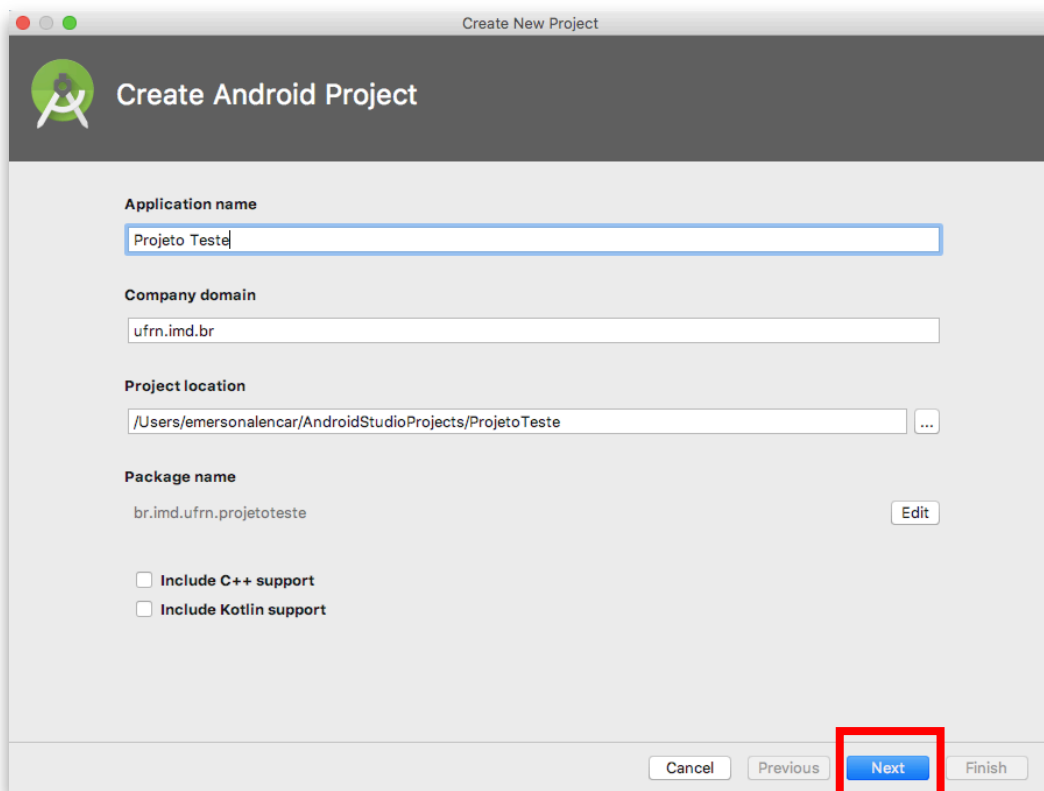 Create New Project
Create Android Project
Application name
Projeto Teste
Company domain
ufrn.imd.br
Project location
/Users/emersonalencar/AndroidStudioProjects/ProjetoTeste
...
Package name
br.imd.ufrn.projetoteste
Edit
Include C++ support
Include Kotlin support
Cancel
Previous
Next
Finish